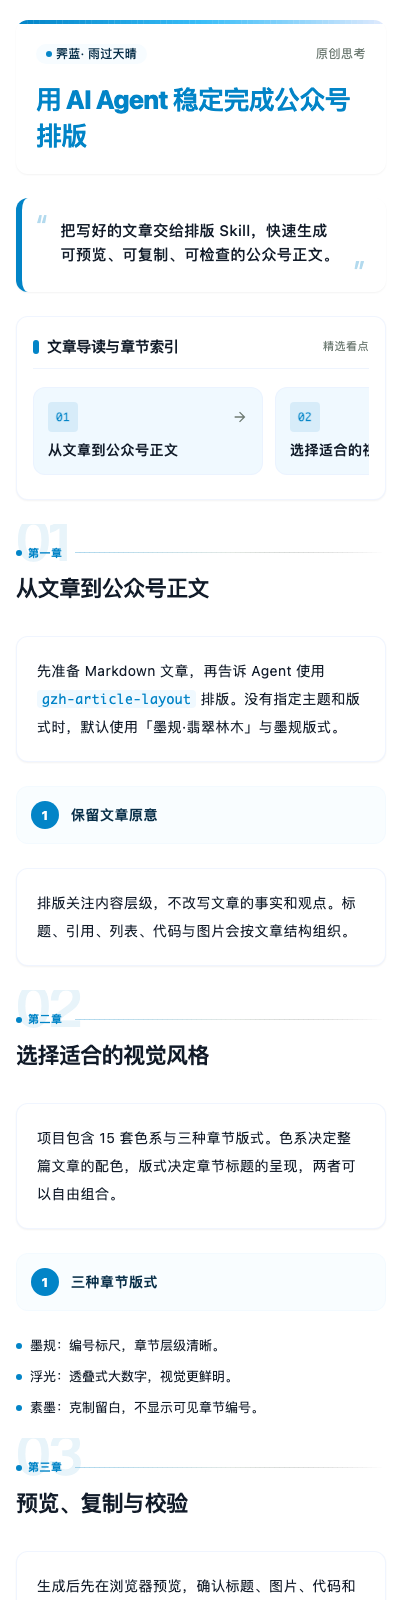 霁蓝· 雨过天晴
原创思考
用 AI Agent 稳定完成公众号
排版
“
把写好的文章交给排版 Skill，快速生成
可预览、可复制、可检查的公众号正文。
”
文章导读与章节索引
精选看点
01
→
02
从文章到公众号正文
选择适合的视
01
第一章
从文章到公众号正文
先准备 Markdown 文章，再告诉 Agent 使用
gzh-article-layout 排版。没有指定主题和版
式时，默认使用「墨规·翡翠林木」与墨规版式。
1 保留文章原意
排版关注内容层级，不改写文章的事实和观点。标
题、引用、列表、代码与图片会按文章结构组织。
02
第二章
选择适合的视觉风格
项目包含 15 套色系与三种章节版式。色系决定整
篇文章的配色，版式决定章节标题的呈现，两者可
以自由组合。
1 三种章节版式
墨规：编号标尺，章节层级清晰。
浮光：透叠式大数字，视觉更鲜明。
素墨：克制留白，不显示可见章节编号。
03
第三章
预览、复制与校验
生成后先在浏览器预览，确认标题、图片、代码和